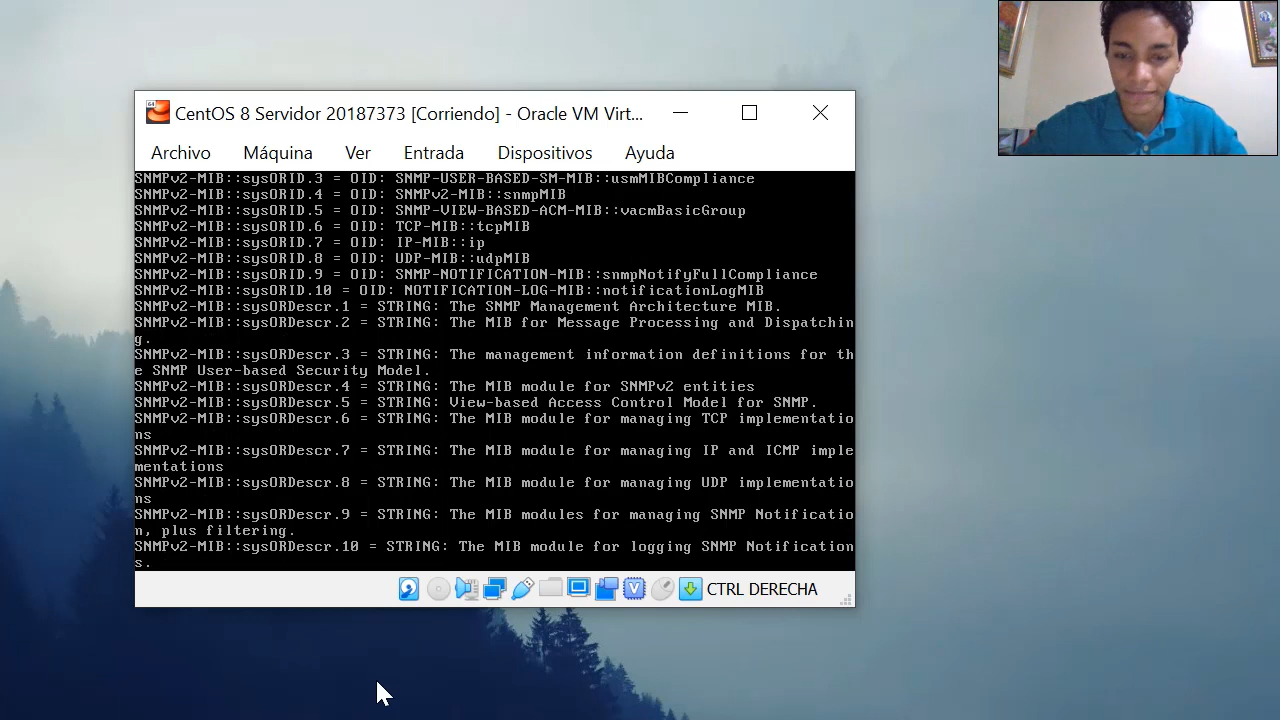 64
CentOS 8 Servidor 20187373 [Corriendo] - Oracle VM Virt...
Archivo Máquina Ver Entrada Dispositivos Ayuda
SNMPv2-MIB::sysORID.3 = OID: SNMP-USER-BASED-SM-MIB::usmMIBCompliance
SNMPv2-MIB::sysORID.4 = OID: SNMPv2-MIB::snmpMIB
SNMPv2-MIB::sysORID.5 = OID: SNMP-VIEW-BASED-ACM-MIB::vacmBasicGroup
SNMPv2-MIB::sysORID.6 = OID: TCP-MIB::tcpMIB
SNMPv2-MIB::sysORID.7 = OID: IP-MIB::ip
SNMPv2-MIB::sysORID.8 = OID: UDP-MIB::udpMIB
SNMPv2-MIB::sysORID.9 = OID: SNMP-NOTIFICATION-MIB::snmpNotifyFullCompliance
SNMPv2-MIB::sysORID.10 = OID: NOTIFICATION-LOG-MIB::notificationLogMIB
SNMPv2-MIB::sysORDescr.1 = STRING: The SNMP Management Architecture MIB.
SNMPv2-MIB::sysORDescr.2 = STRING: The MIB for Message Processing and Dispatchin
g.
SNMPv2-MIB::sysORDescr.3 = STRING: The management information definitions for th
e SNMP User-based Security Model.
SNMPv2-MIB::sysORDescr.4 = STRING: The MIB module for SNMPv2 entities
SNMPv2-MIB::sysORDescr.5 = STRING: View-based Access Control Model for SNMP.
SNMPv2-MIB::sysORDescr.6 = STRING: The MIB module for managing TCP implementatio
ns
SNMPv2-MIB::sysORDescr.7 = STRING: The MIB module for managing IP and ICMP imple
mentations
SNMPv2-MIB::sysORDescr.8 = STRING: The MIB module for managing UDP implementatio
ns
SNMPv2-MIB::sysORDescr.9 = STRING: The MIB modules for managing SNMP Notificatio
n, plus filtering.
SNMPv2-MIB::sysORDescr.10 = STRING: The MIB module for logging SNMP Notification
s.
V
CTRL DERECHA